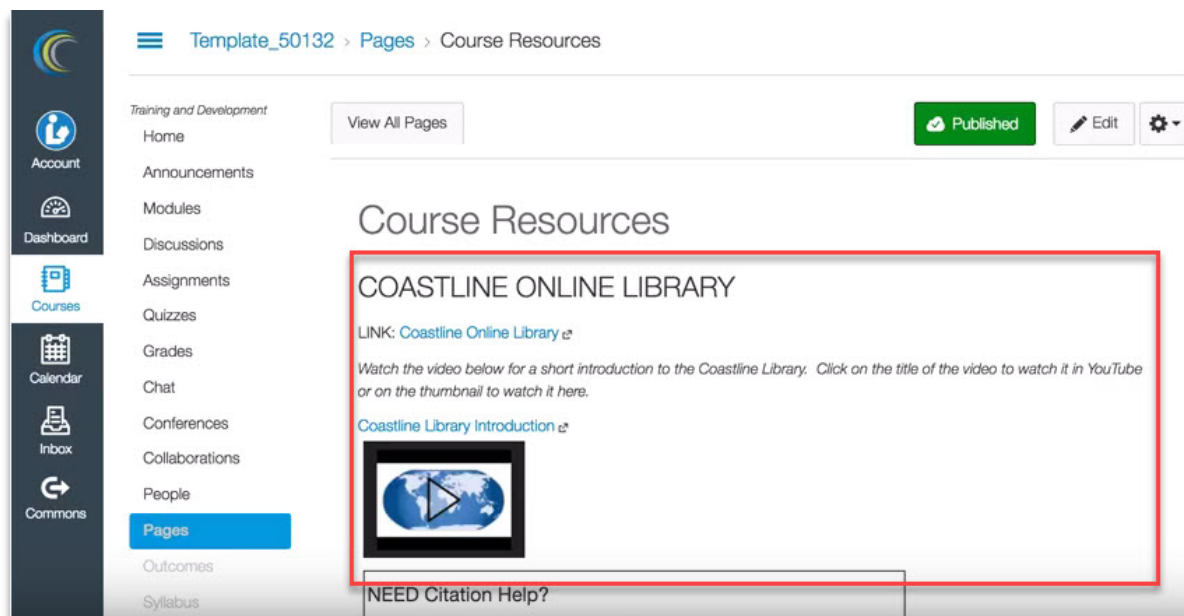 Template_50132 > Pages > Course Resources
Account
Dashboard
Courses
Calendar
Inbox
Commons
Training and Development
Home
Announcements
Modules
Discussions
Assignments
Quizzes
Grades
Chat
Conferences
Collaborations
People
Pages
Outcomes
Syllabus
View All Pages
Published
Edit
Course Resources
COASTLINE ONLINE LIBRARY
LINK: Coastline Online Library
Watch the video below for a short introduction to the Coastline Library. Click on the title of the video to watch it in YouTube
or on the thumbnail to watch it here.
Coastline Library Introduction
NEED Citation Help?